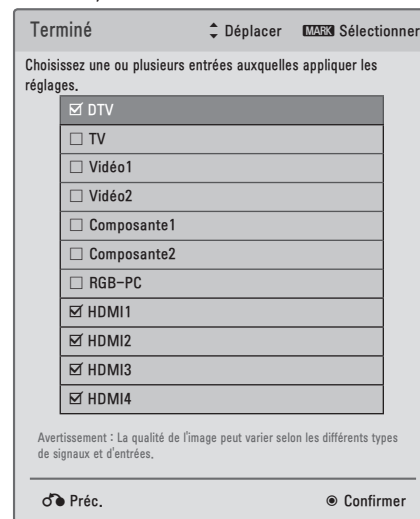 Terminé Déplacer MARK Sélectionner
Choisissez une ou plusieurs entrées auxquelles appliquer les
réglages.
☑ DTV
☐ TV
☐ Vidéo1
☐ Vidéo2
☐ Composante1
☐ Composante2
☐ RGB-PC
☑ HDMI1
☑ HDMI2
☑ HDMI3
☑ HDMI4
Avertissement : La qualité de l'image peut varier selon les différents types
de signaux et d'entrées.
Préc. ◉ Confirmer